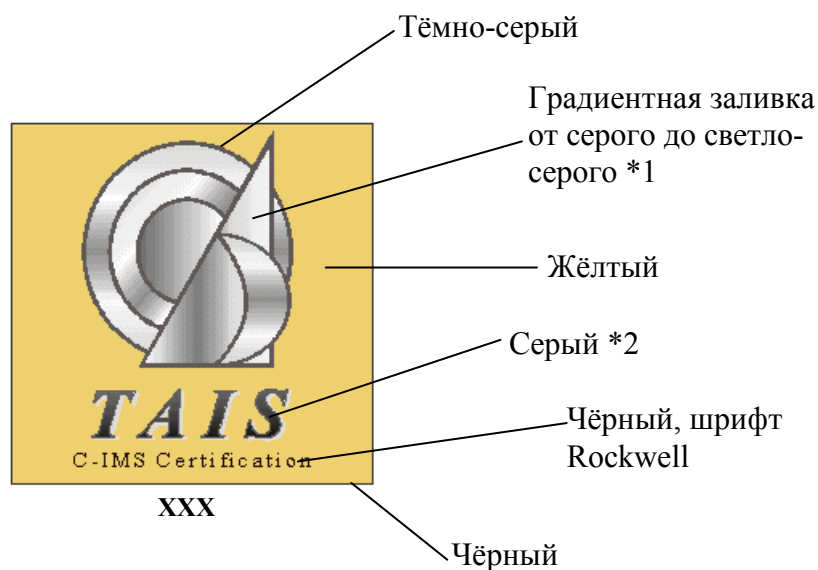 Тёмно-серый
Градиентная заливка
от серого до светло-
серого *1
Жёлтый
Серый *2
TAIS
Чёрный, шрифт
Rockwell
C-IMS Certification
XXX
Чёрный